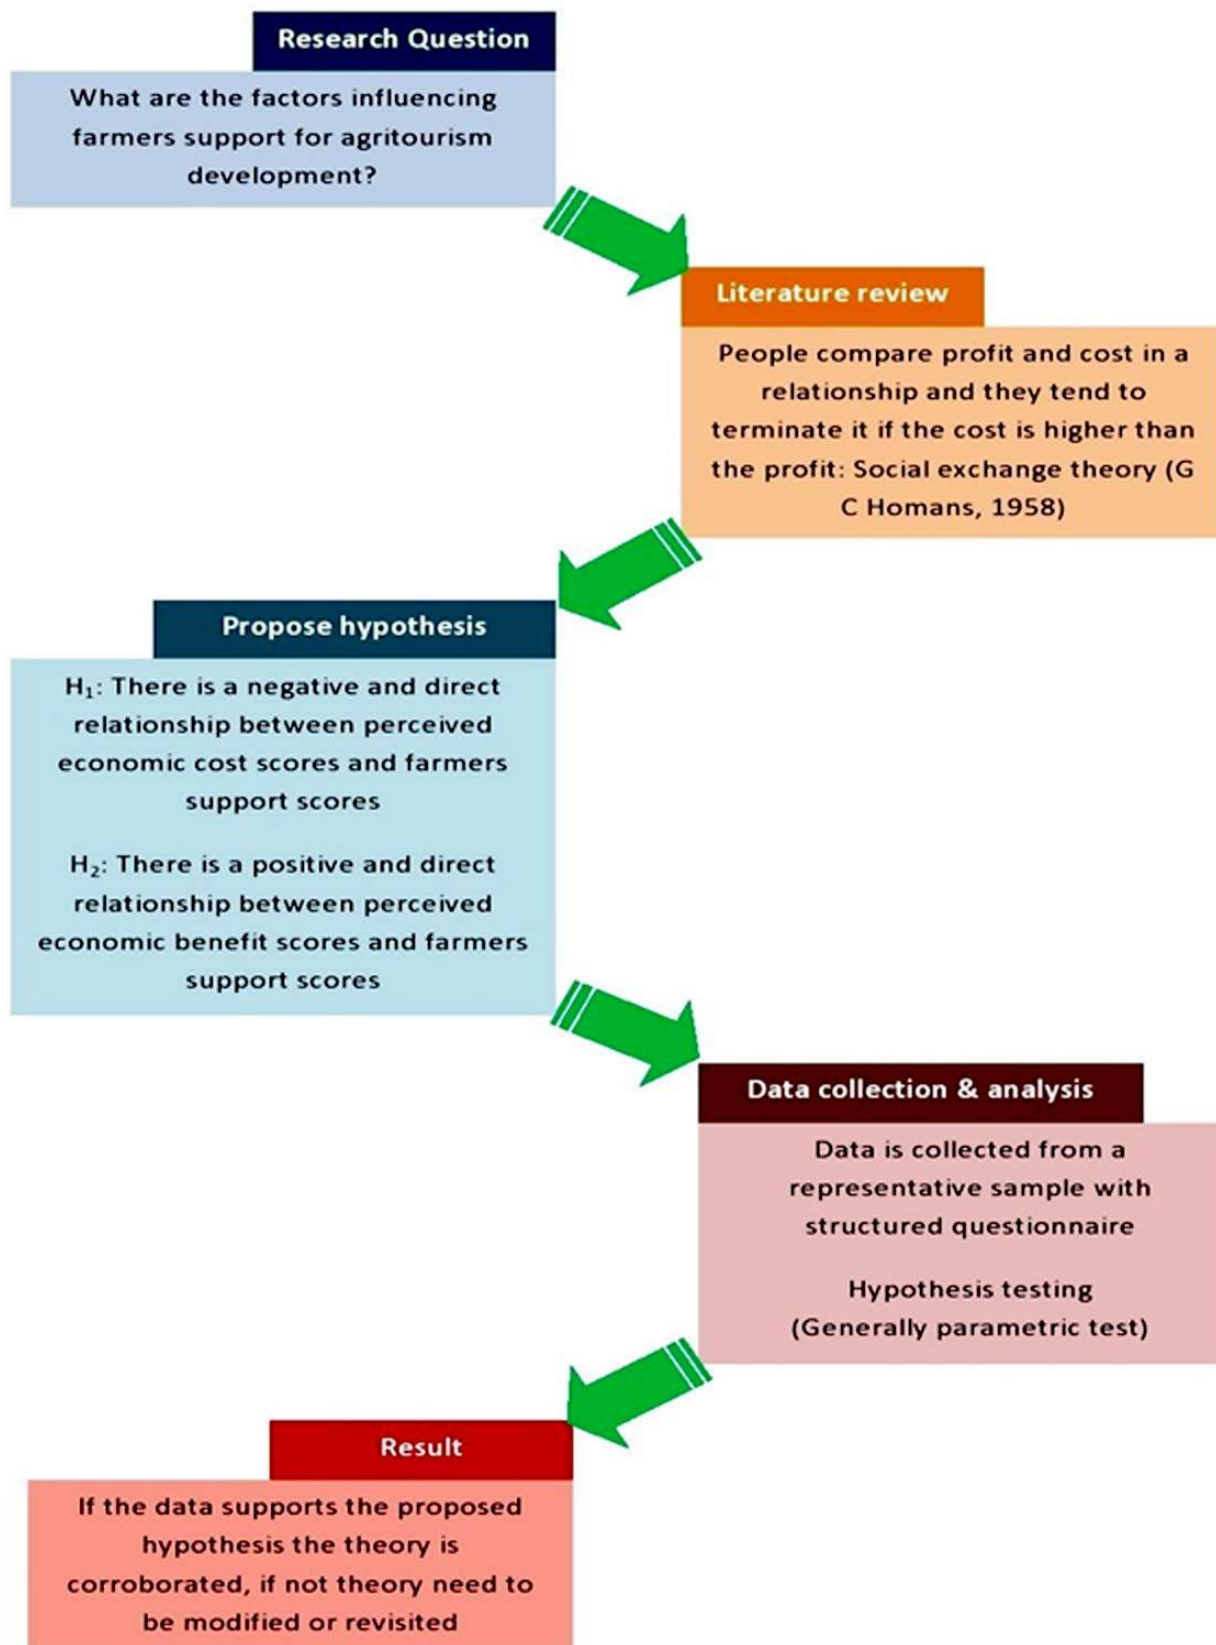 Research Question
What are the factors influencing
farmers support for agritourism
development?
Literature review
People compare profit and cost in a
relationship and they tend to
terminate it if the cost is higher than
the profit: Social exchange theory (G
C Homans, 1958)
Propose hypothesis
H₁: There is a negative and direct
relationship between perceived
economic cost scores and farmers
support scores
H₂: There is a positive and direct
relationship between perceived
economic benefit scores and farmers
support scores
Data collection & analysis
Data is collected from a
representative sample with
structured questionnaire
Hypothesis testing
(Generally parametric test)
Result
If the data supports the proposed
hypothesis the theory is
corroborated, if not theory need to
be modified or revisited